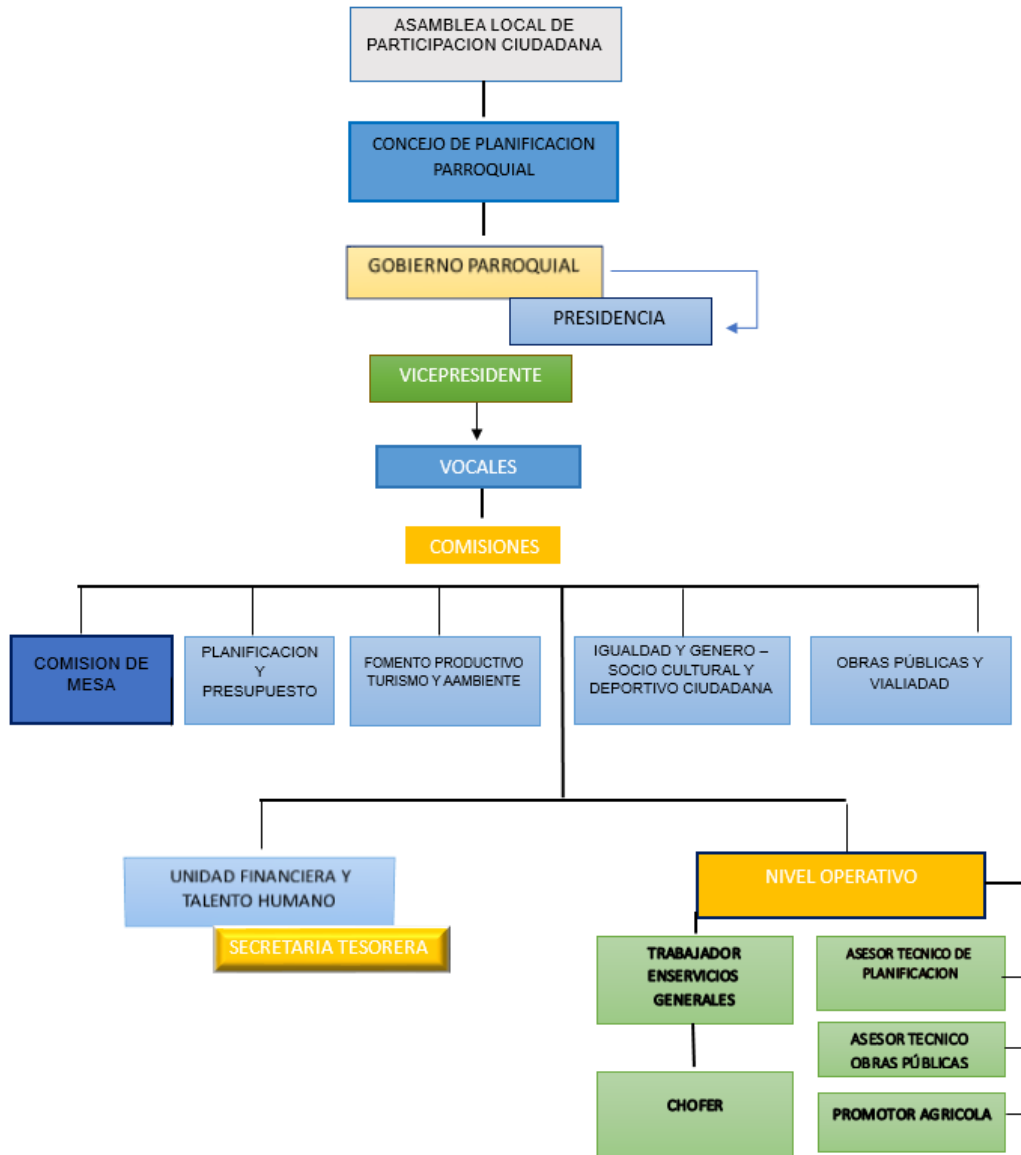 ASAMBLEA LOCAL DE
PARTICIPACION CIUDADANA
CONCEJO DE PLANIFICACION
PARROQUIAL
GOBIERNO PARROQUIAL
PRESIDENCIA
VICEPRESIDENTE
VOCALES
COMISIONES
COMISION DE
MESA
PLANIFICACION
Y
PRESUPUESTO
FOMENTO PRODUCTIVO
TURISMO Y AAMBIENTE
IGUALDAD Y GENERO –
SOCIO CULTURAL Y
DEPORTIVO CIUDADANA
OBRAS PÚBLICAS Y
VIALIADAD
UNIDAD FINANCIERA Y
TALENTO HUMANO
SECRETARIA TESORERA
NIVEL OPERATIVO
TRABAJADOR
ENSERVICIOS
GENERALES
CHOFER
ASESOR TECNICO DE
PLANIFICACION
ASESOR TECNICO
OBRAS PÚBLICAS
PROMOTOR AGRICOLA